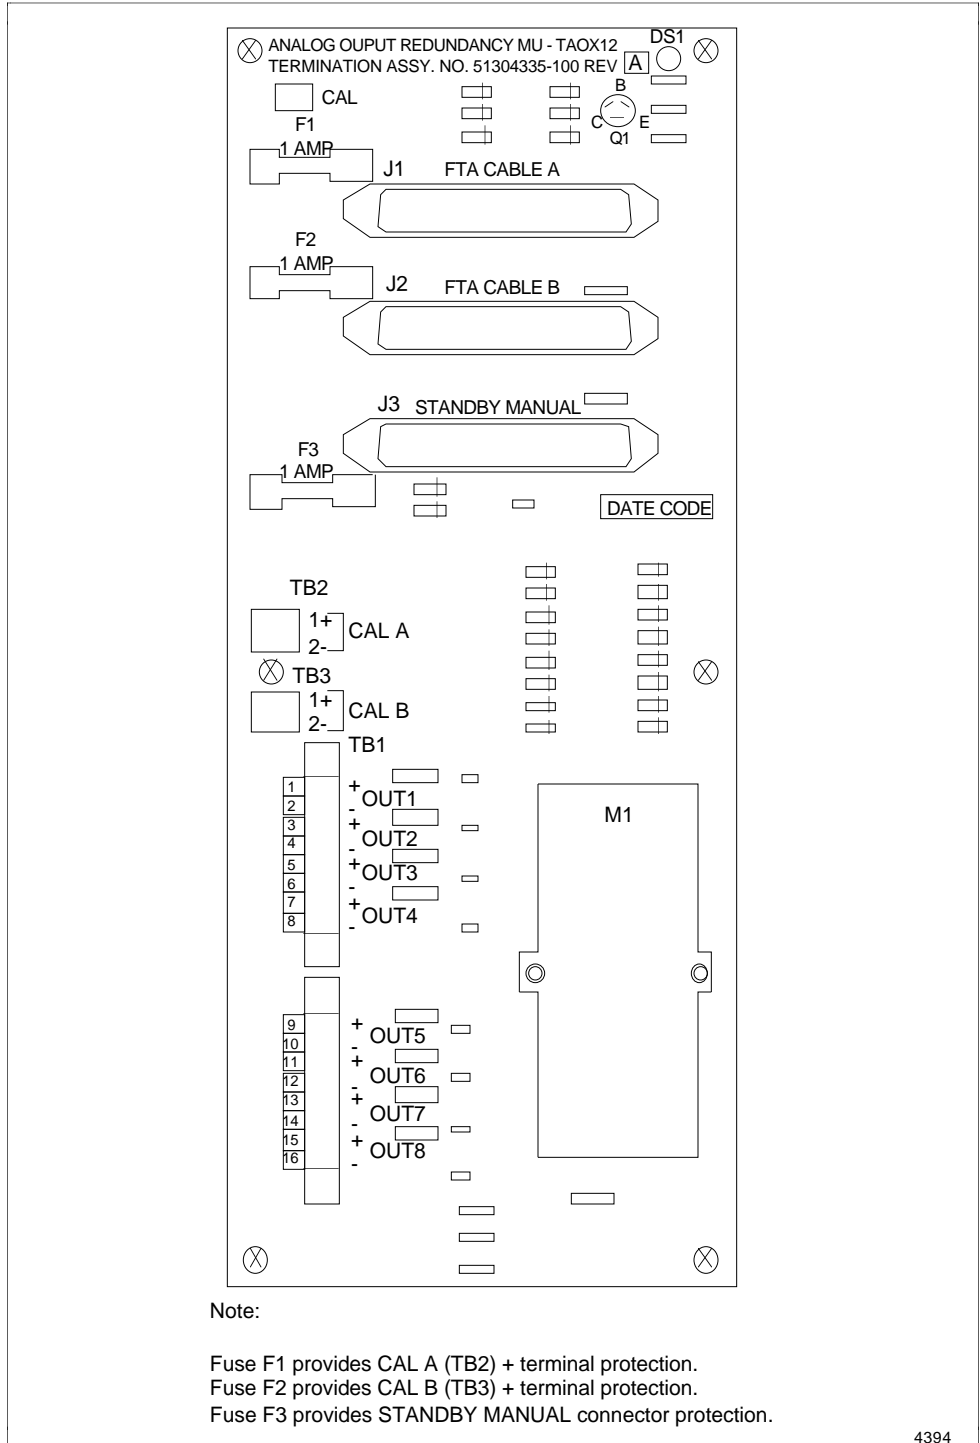 ANALOG OUPUT REDUNDANCY MU - TAOX12
TERMINATION ASSY. NO. 51304335-100 REV A
DS1
CAL
B
C E
Q1
F1
1 AMP
J1 FTA CABLE A
F2
1 AMP
J2 FTA CABLE B
J3 STANDBY MANUAL
F3
1 AMP
DATE CODE
TB2
1+
2-
CAL A
TB3
1+
2-
CAL B
TB1
1 +
OUT1
2 -
3 +
OUT2
4 -
5 +
OUT3
6 -
7 +
OUT4
8 -
M1
9 +
OUT5
10 -
11 +
OUT6
12 -
13 +
OUT7
14 -
15 +
OUT8
16 -
Note:
Fuse F1 provides CAL A (TB2) + terminal protection.
Fuse F2 provides CAL B (TB3) + terminal protection.
Fuse F3 provides STANDBY MANUAL connector protection.
4394